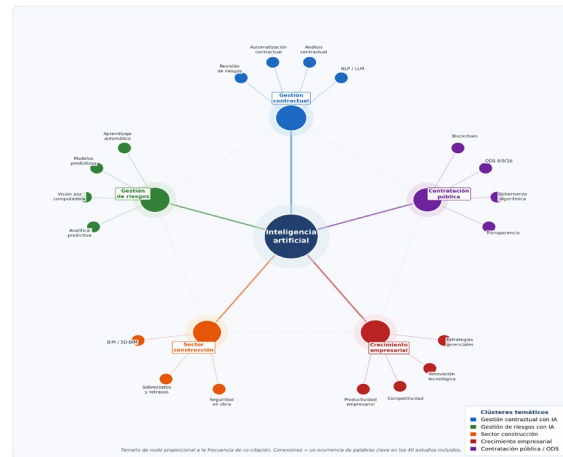 Automatización
contractual
Análisis
contractual
Revisión
de riesgos
NLP / LLM
Gestión
contractual
Aprendizaje
automático
Modelos
predictivos
Visión por
computadora
Analítica
predictiva
Gestión
de riesgos
Blockchain
ODS 8/9/16
Gobernanza
algorítmica
Transparencia
Contratación
pública
Inteligencia
artificial
Sector
construcción
BIM / 5D-BIM
Sobrecostos
y retrasos
Seguridad
en obra
Crecimiento
empresarial
Estrategias
gerenciales
Innovación
tecnológica
Competitividad
Productividad
empresarial
Clústeres temáticos
Gestión contractual con IA
Gestión de riesgos con IA
Sector construcción
Crecimiento empresarial
Contratación pública / ODS
Tamaño de nodo proporcional a la frecuencia de co-citación. Conexiones = co-ocurrencia de palabras clave en los 40 estudios incluidos.